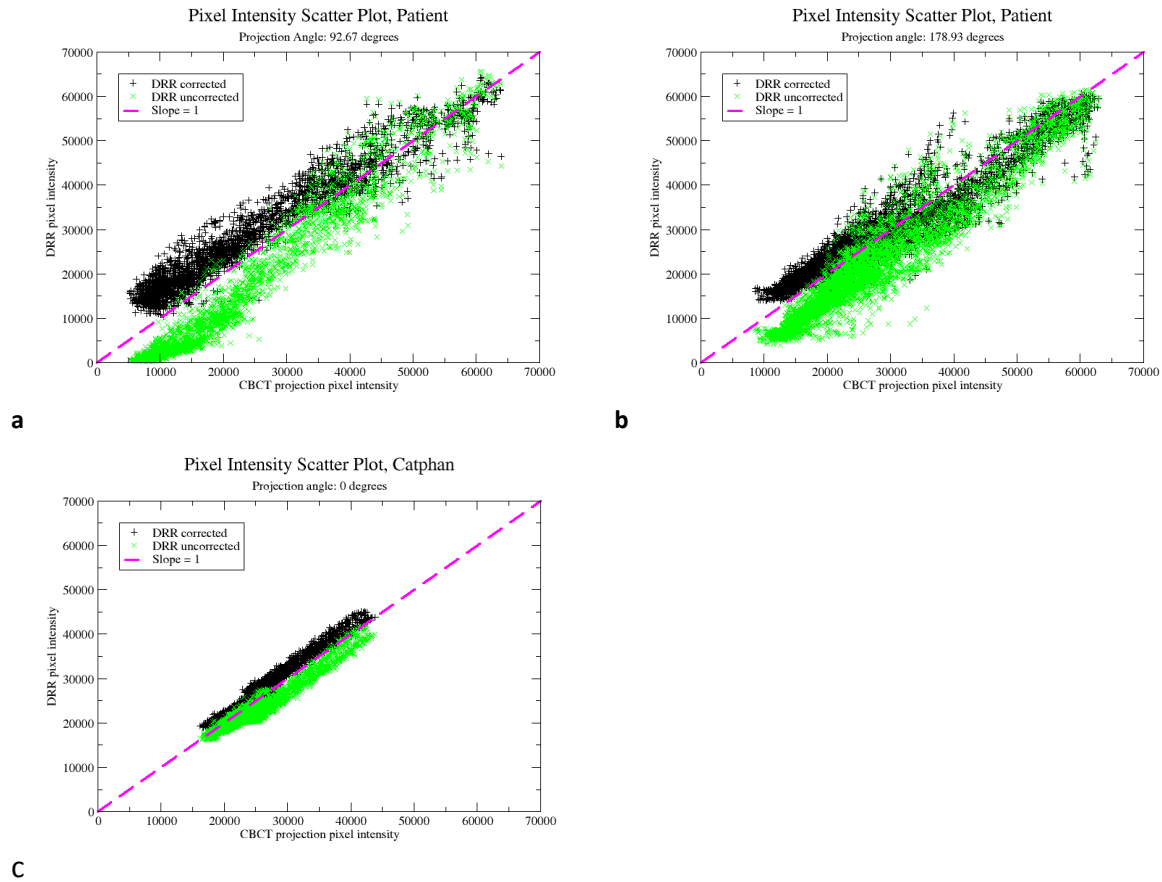 Pixel Intensity Scatter Plot, Patient
Projection Angle: 92.67 degrees
70000
60000
50000
40000
30000
20000
10000
0
DRR pixel intensity
DRR corrected
DRR uncorrected
Slope = 1
0 10000 20000 30000 40000 50000 60000 70000
CBCT projection pixel intensity
a
Pixel Intensity Scatter Plot, Patient
Projection angle: 178.93 degrees
70000
60000
50000
40000
30000
20000
10000
0
DRR pixel intensity
DRR corrected
DRR uncorrected
Slope = 1
0 10000 20000 30000 40000 50000 60000 70000
CBCT projection pixel intensity
b
Pixel Intensity Scatter Plot, Catphan
Projection angle: 0 degrees
70000
60000
50000
40000
30000
20000
10000
0
DRR pixel intensity
DRR corrected
DRR uncorrected
Slope = 1
0 10000 20000 30000 40000 50000 60000 70000
CBCT projection pixel intensity
c